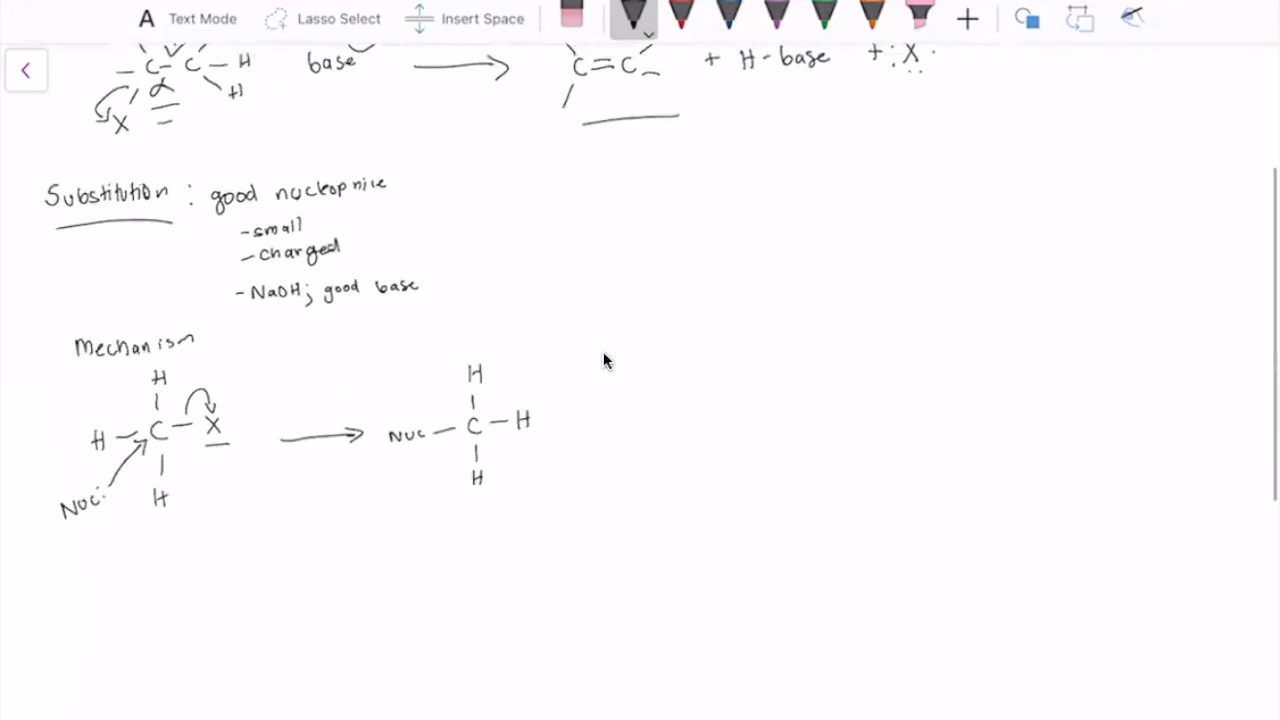 A Text Mode Lasso Select Insert Space
C - C - H base → C = C + H - base + : X
α H
X
Substitution : good nucleophile
- small
- charged
- NaOH; good base
Mechanism
H H
H - C - X → Nuc - C - H
Nuc: H H